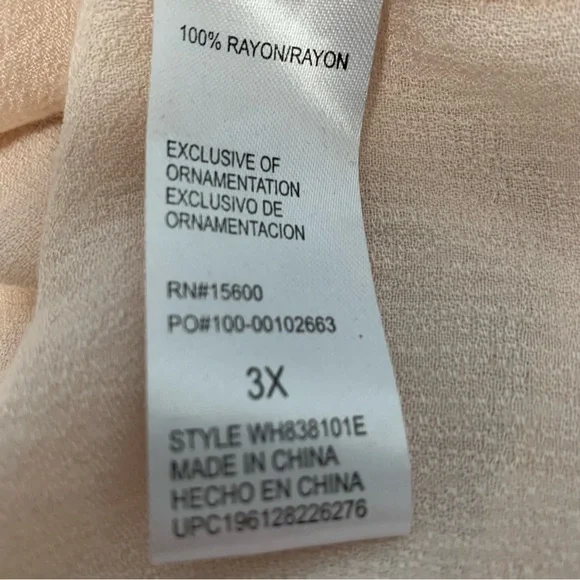 100% RAYON/RAYON
EXCLUSIVE OF
ORNAMENTATION
EXCLUSIVO DE
ORNAMENTACION
RN#15600
PO#100-00102663
3X
STYLE WH838101E
MADE IN CHINA
HECHO EN CHINA
UPC196128226276